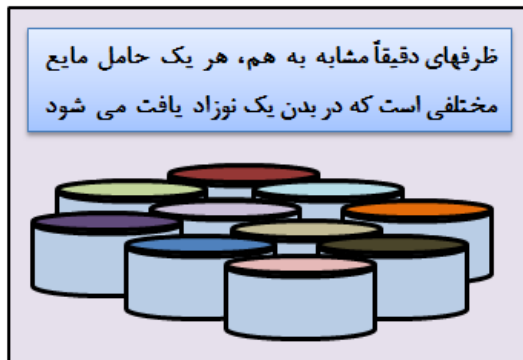 ظرفهای دقیقاً مشابه به هم، هر یک حامل مایع
مختلفی است که در بدن یک نوزاد یافت می شود